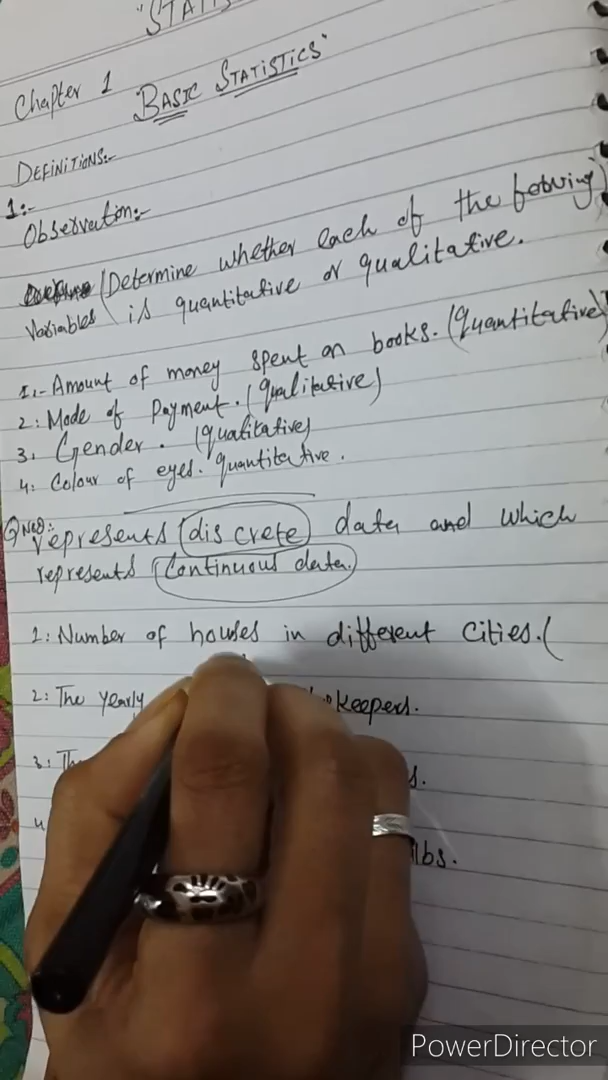 "STATIS
Chapter 1
BASIC STATISTICS"
DEFINITIONS:-
1:-
Observation:-
(Determine whether each of the following)
Variables is quantitative or qualitative.
1:- Amount of money spent on books. (quantitative)
2: Mode of Payment. (qualitative)
3. Gender. (qualitative)
4: Colour of eyes. quantitative.
Q No:
represents discrete data and which
represents Continuous data.
1: Number of houses in different Cities. (
2: The yearly keepers.
3: Th s.
4 lbs.
PowerDirector